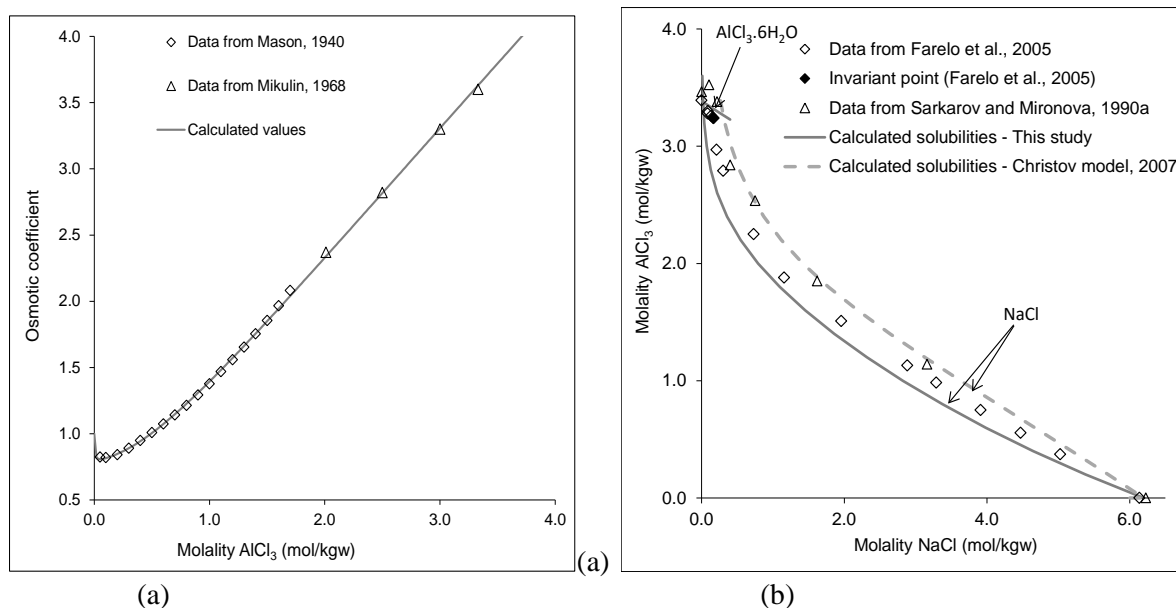 4.0
3.5
3.0
2.5
2.0
1.5
1.0
0.5
Osmotic coefficient
Data from Mason, 1940
Data from Mikulin, 1968
Calculated values
0.0 1.0 2.0 3.0 4.0
Molality AlCl3 (mol/kgw)
(a)
(a)
4.0
3.0
2.0
1.0
0.0
Molality AlCl3 (mol/kgw)
AlCl3.6H2O
Data from Farelo et al., 2005
Invariant point (Farelo et al., 2005)
Data from Sarkarov and Mironova, 1990a
Calculated solubilities - This study
Calculated solubilities - Christov model, 2007
NaCl
0.0 2.0 4.0 6.0
Molality NaCl (mol/kgw)
(b)